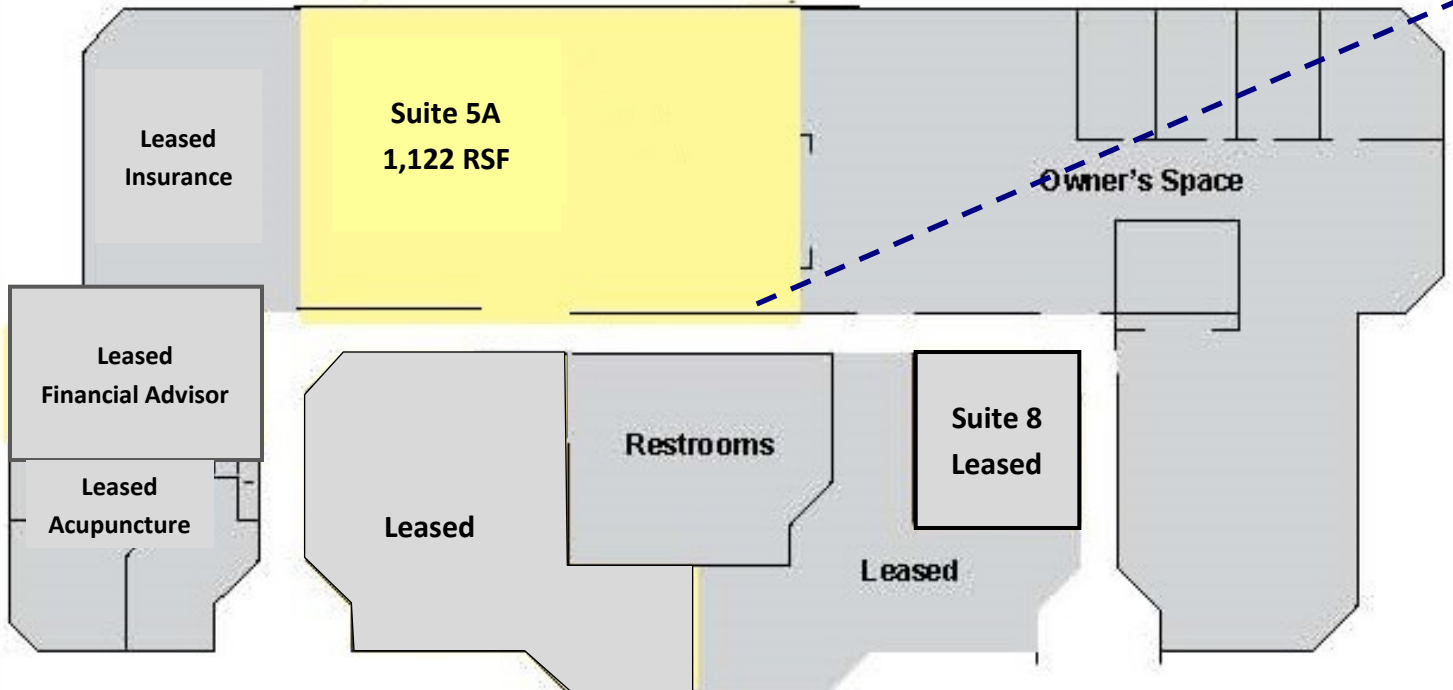 Suite 5A
1,122 RSF
Leased
Insurance
Owner's Space
Leased
Financial Advisor
Suite 8
Leased
Restrooms
Leased
Acupuncture
Leased
Leased